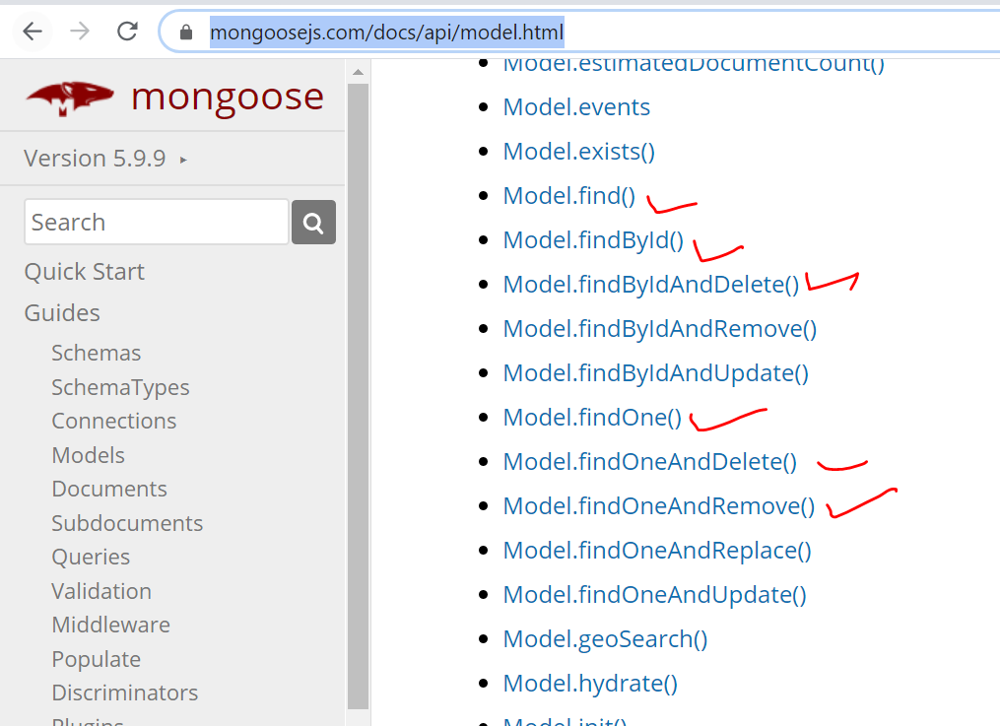 mongoosejs.com/docs/api/model.html
mongoose
Version 5.9.9 ▸
Search
Quick Start
Guides
Schemas
SchemaTypes
Connections
Models
Documents
Subdocuments
Queries
Validation
Middleware
Populate
Discriminators
Plugins
Model.estimatedDocumentCount()
Model.events
Model.exists()
Model.find()
Model.findById()
Model.findByIdAndDelete()
Model.findByIdAndRemove()
Model.findByIdAndUpdate()
Model.findOne()
Model.findOneAndDelete()
Model.findOneAndRemove()
Model.findOneAndReplace()
Model.findOneAndUpdate()
Model.geoSearch()
Model.hydrate()
Model.init()